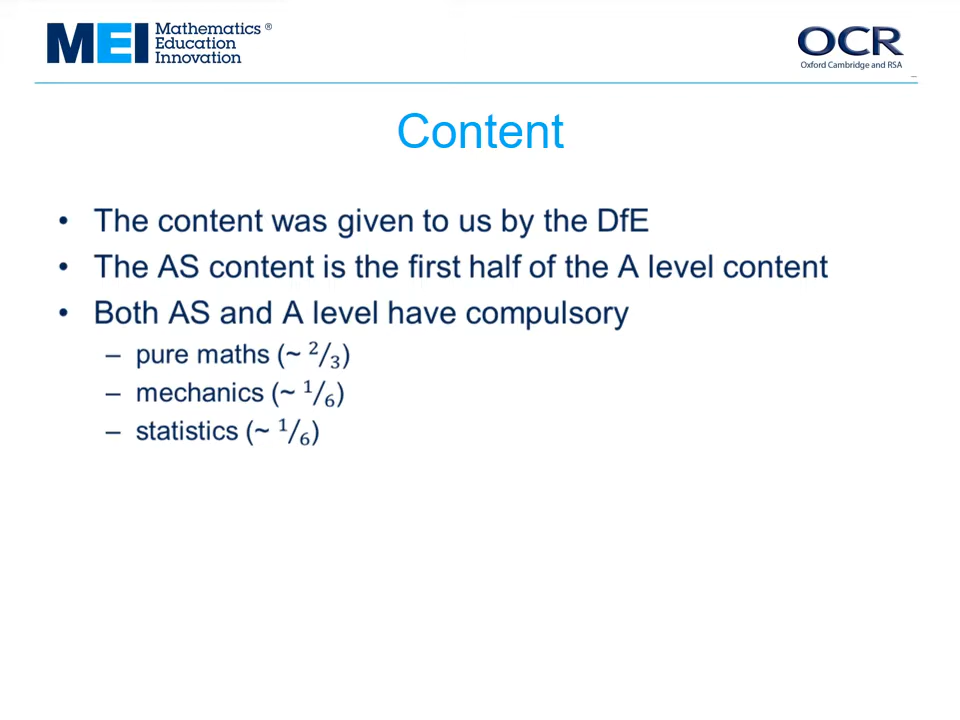 MEI Mathematics ®
Education
Innovation
OCR
Oxford Cambridge and RSA
Content
• The content was given to us by the DfE
• The AS content is the first half of the A level content
• Both AS and A level have compulsory
– pure maths (~ 2/3)
– mechanics (~ 1/6)
– statistics (~ 1/6)